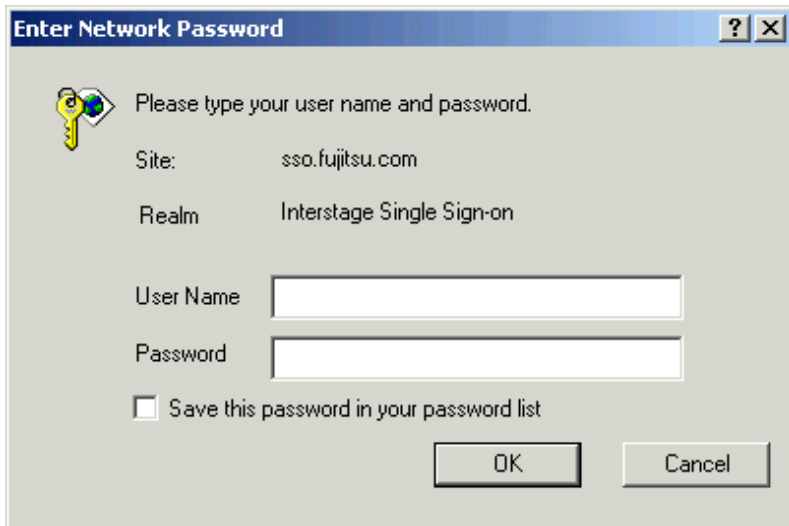 Enter Network Password
Please type your user name and password.
Site: sso.fujitsu.com
Realm Interstage Single Sign-on
User Name
Password
Save this password in your password list
OK Cancel